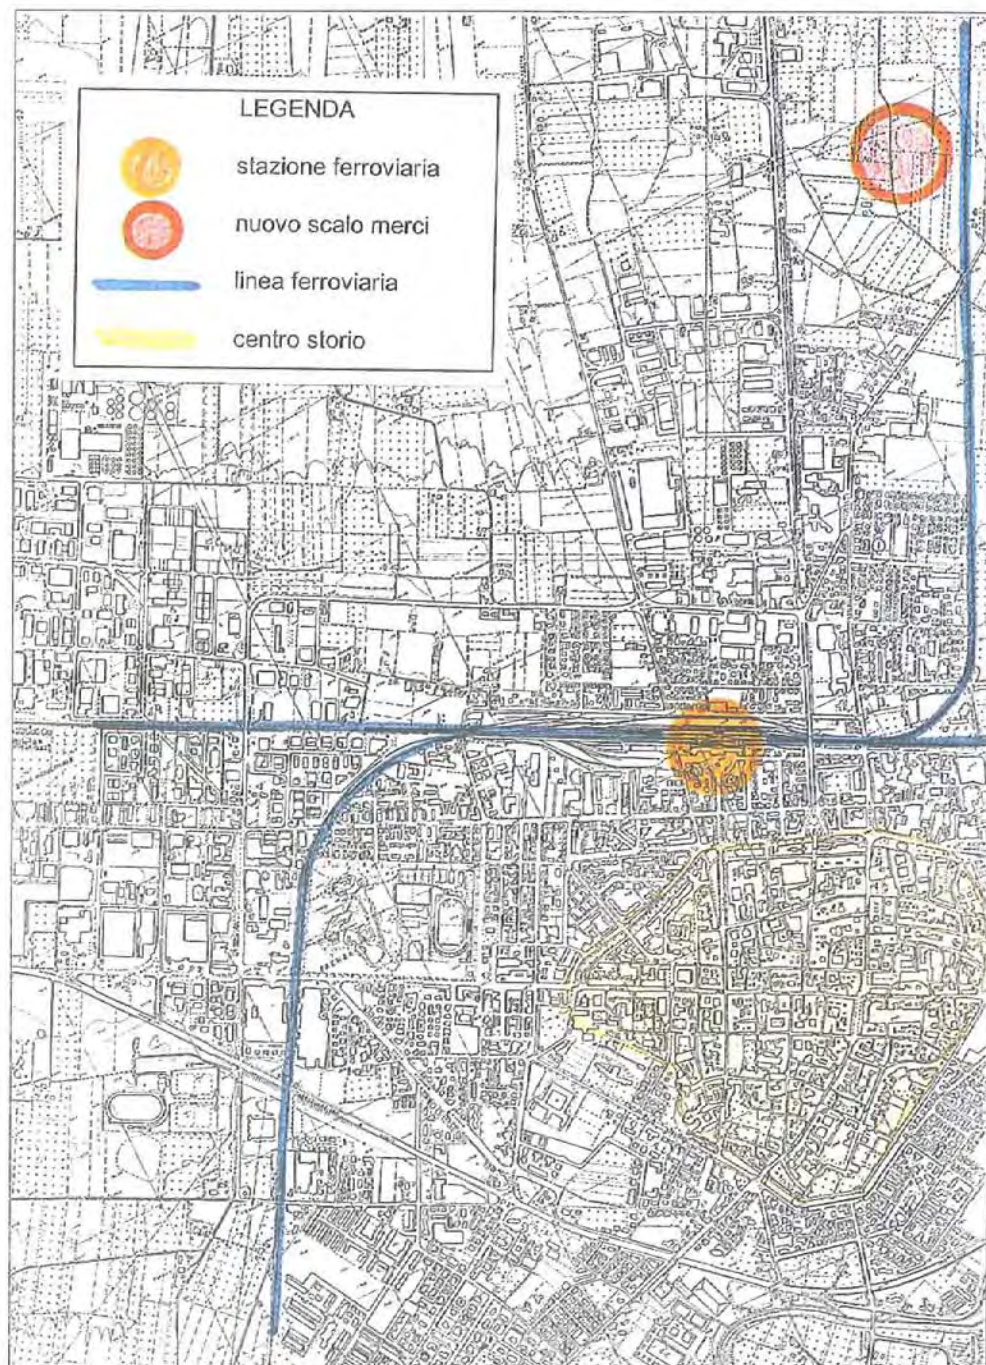 LEGENDA
stazione ferroviaria
nuovo scalo merci
linea ferroviaria
centro storio